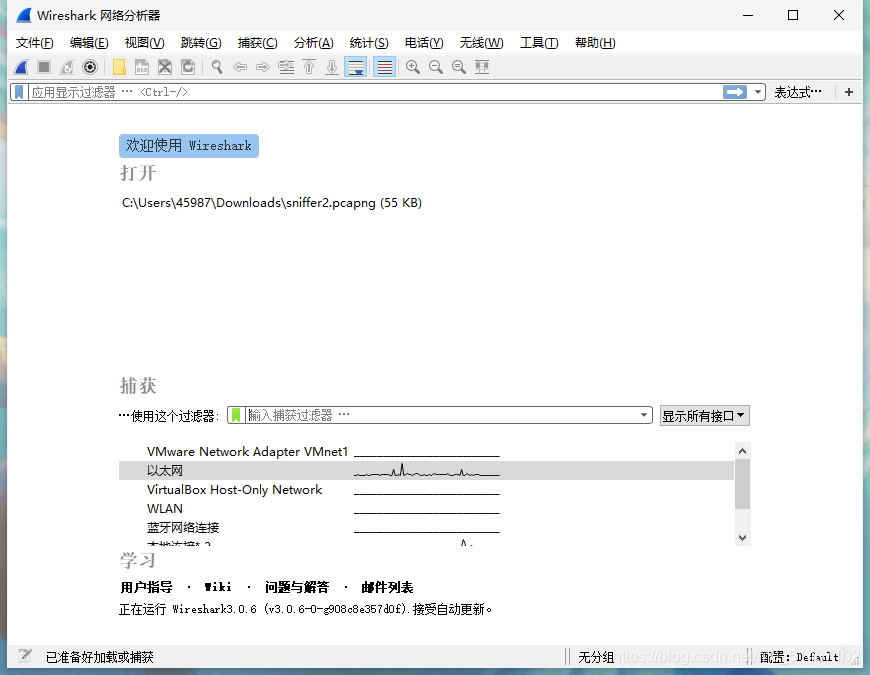 Wireshark 网络分析器
文件(F) 编辑(E) 视图(V) 跳转(G) 捕获(C) 分析(A) 统计(S) 电话(Y) 无线(W) 工具(T) 帮助(H)
应用显示过滤器 … <Ctrl-/> 表达式… +
欢迎使用 Wireshark
打开
C:\Users\45987\Downloads\sniffer2.pcapng (55 KB)
捕获
…使用这个过滤器: 输入捕获过滤器 … 显示所有接口
VMware Network Adapter VMnet1
以太网
VirtualBox Host-Only Network
WLAN
蓝牙网络连接
本地连接* 2
学习
用户指导 · Wiki · 问题与解答 · 邮件列表
正在运行 Wireshark3.0.6 (v3.0.6-0-g908c8e357d0f).接受自动更新。
已准备好加载或捕获 无分组 配置: Default
https://blog.csdn.net/